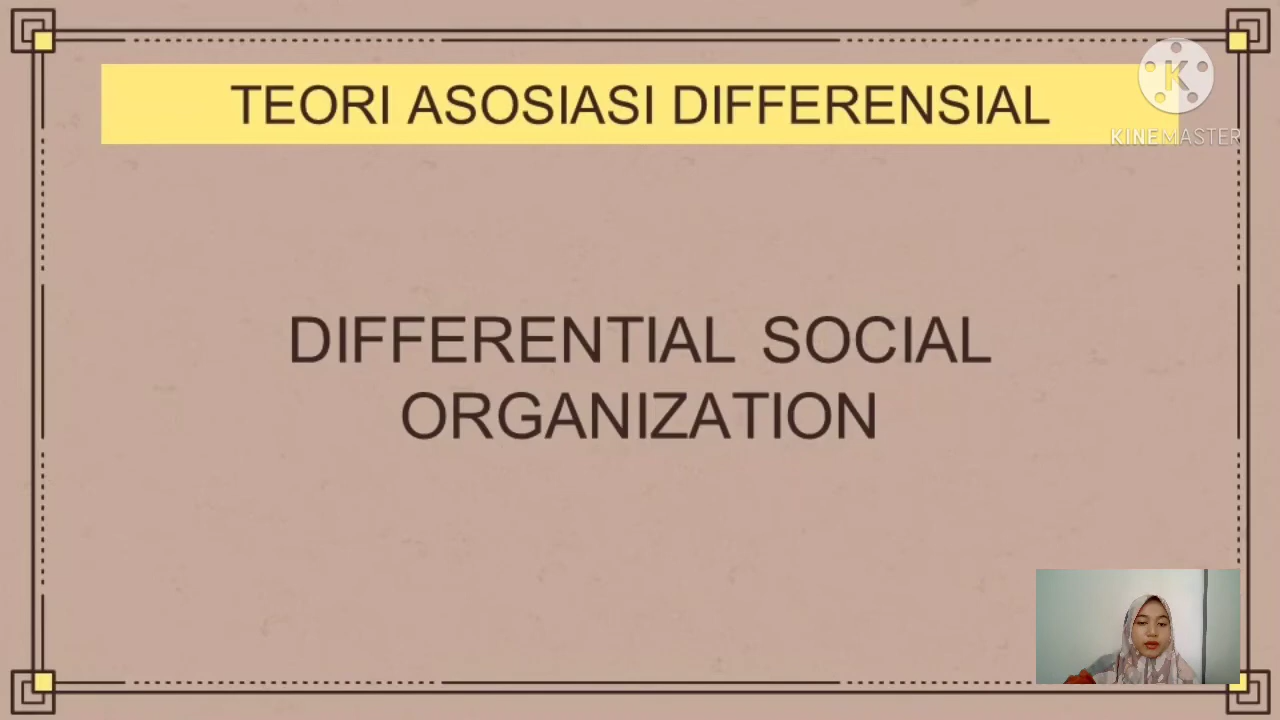 TEORI ASOSIASI DIFFERENSIAL
K
KINEMASTER
DIFFERENTIAL SOCIAL
ORGANIZATION